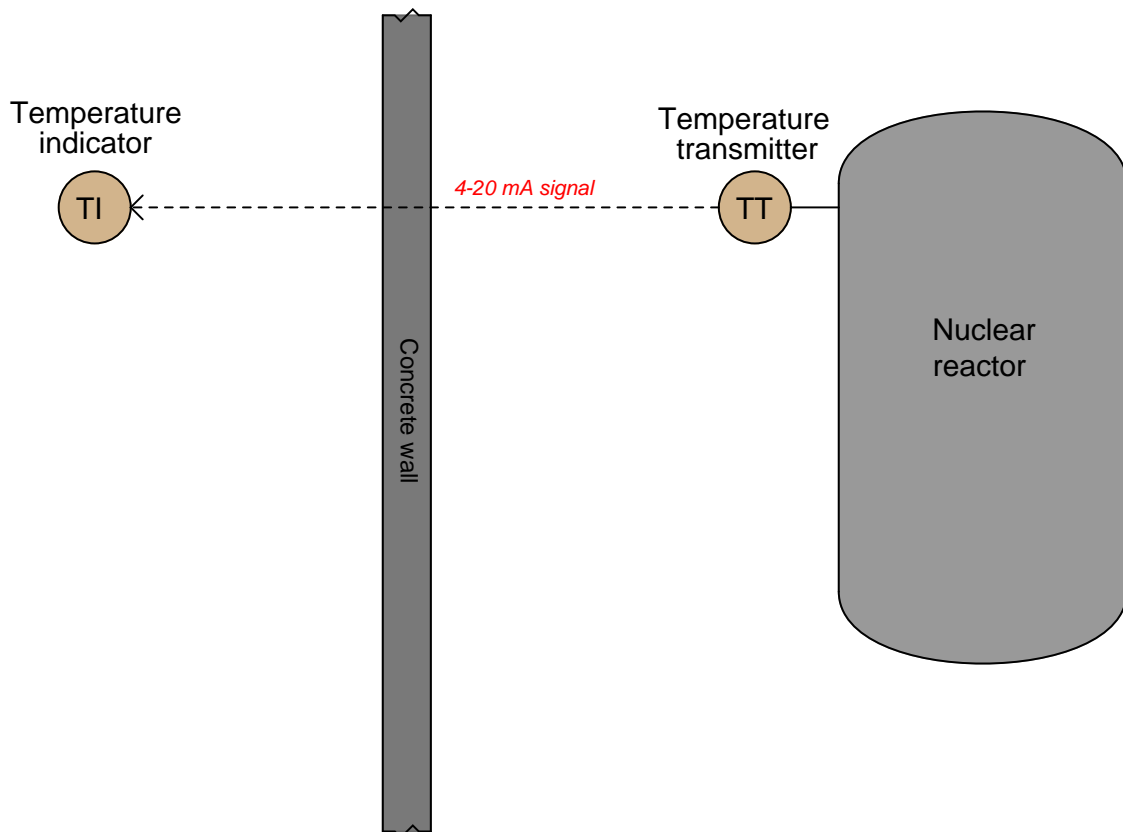 Temperature
indicator
TI
4-20 mA signal
Temperature
transmitter
TT
Concrete wall
Nuclear
reactor